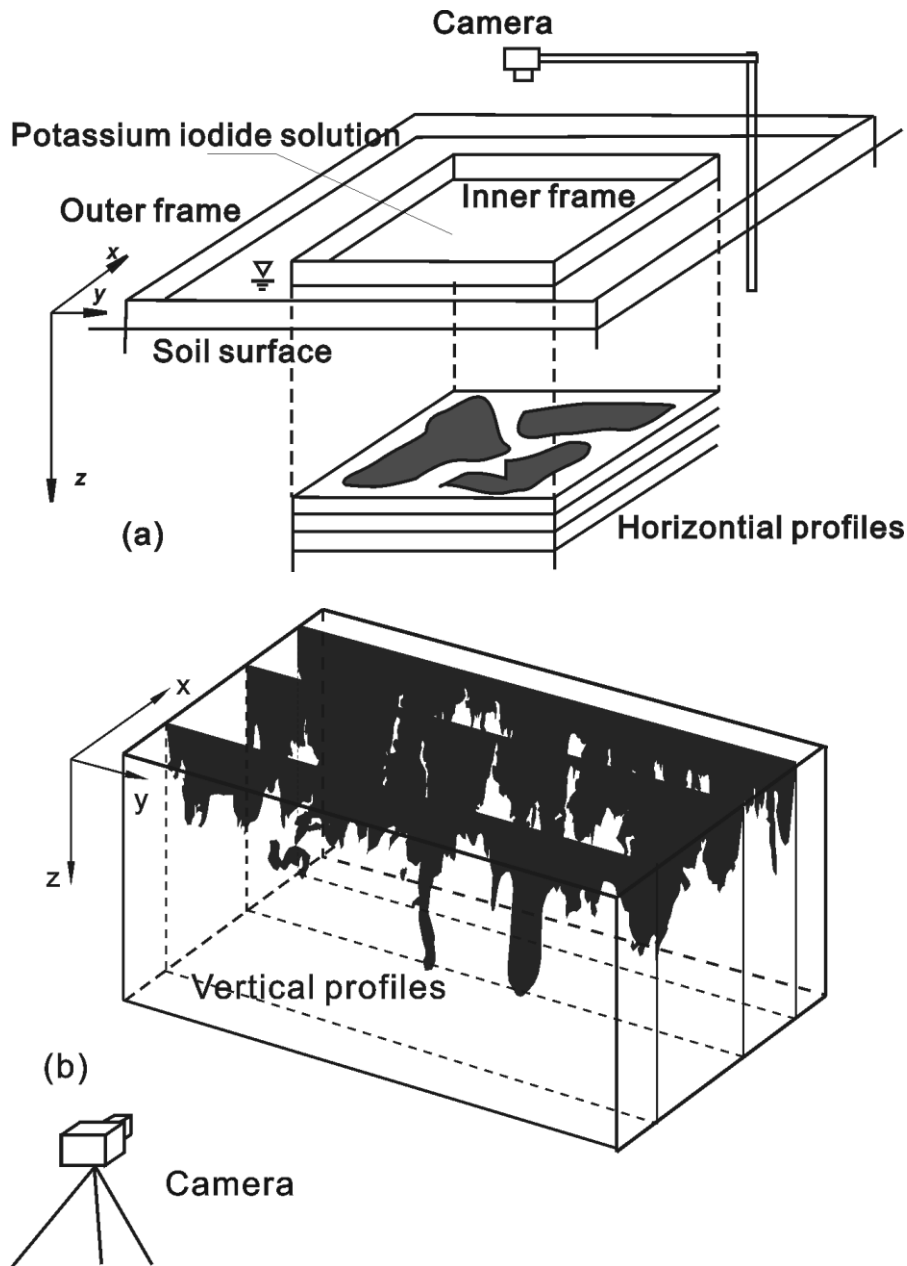 Camera
Potassium iodide solution
Inner frame
Outer frame
x
y
Soil surface
z
(a)
Horizontial profiles
x
y
z
Vertical profiles
(b)
Camera